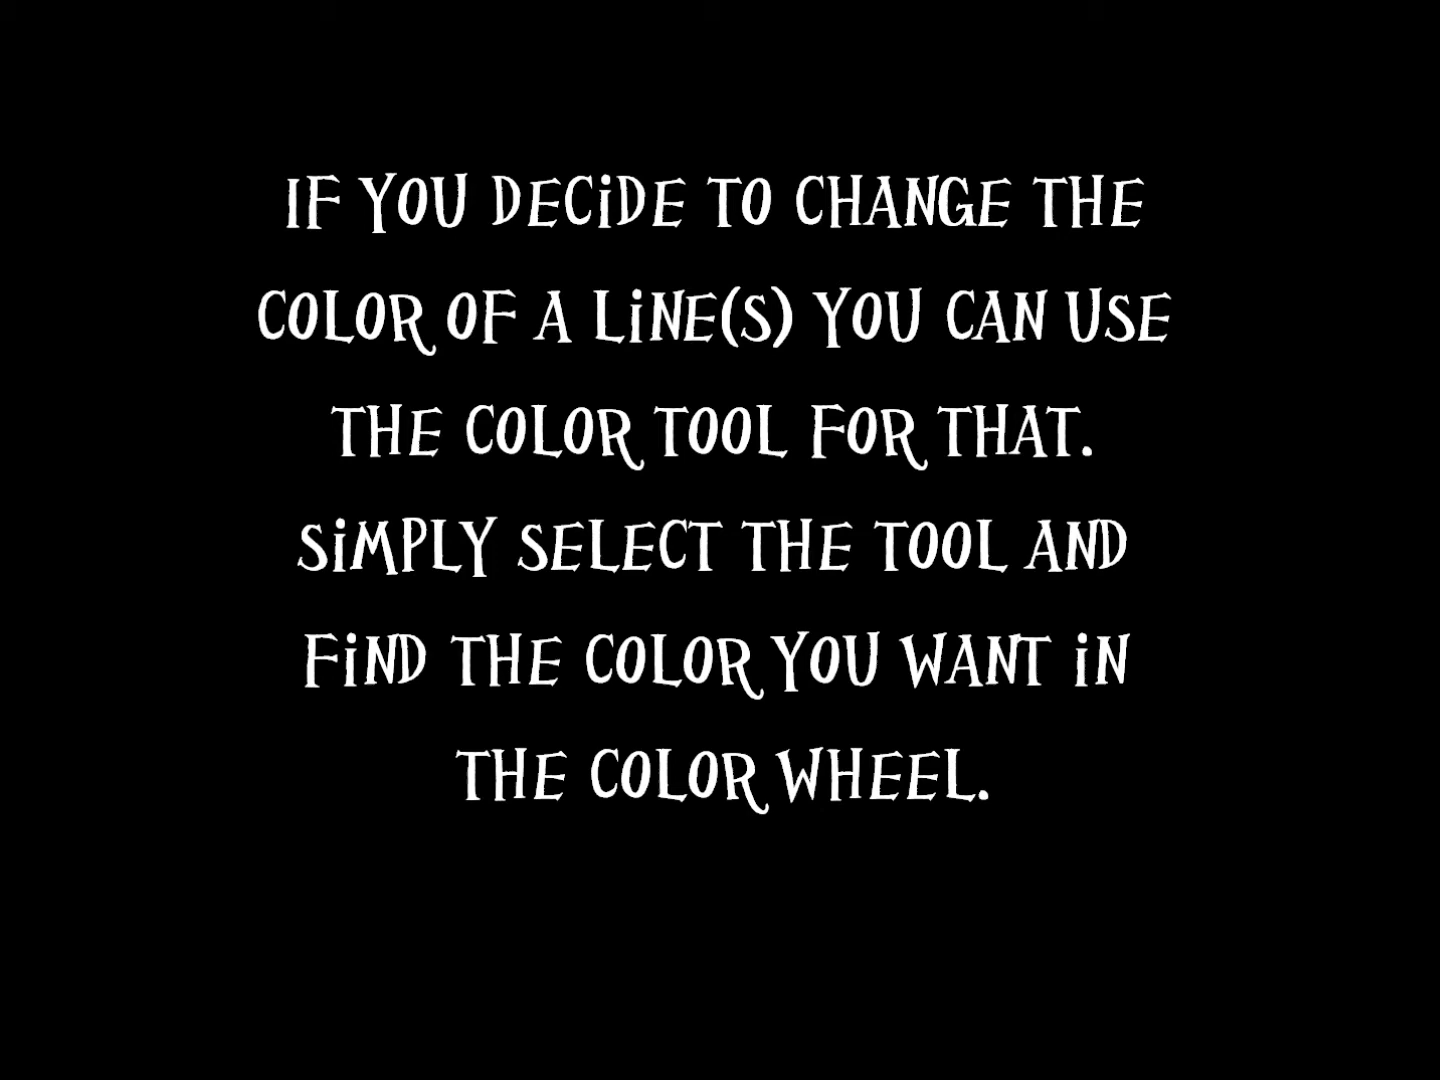 IF YOU DECiDE TO CHANGE THE
COLOR OF A LiNE(S) YOU CAN USE
THE COLOR TOOL FOR THAT.
SiMPLY SELECT THE TOOL AND
FiND THE COLOR YOU WANT iN
THE COLOR WHEEL.